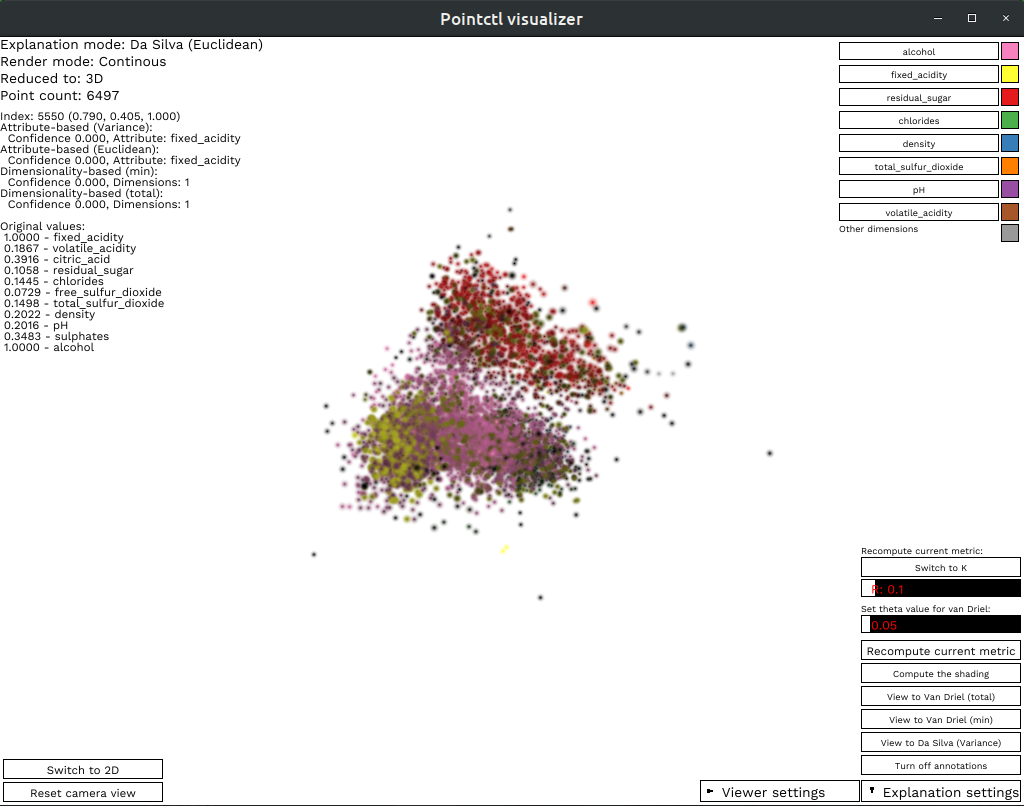 Pointctl visualizer
Explanation mode: Da Silva (Euclidean)
Render mode: Continous
Reduced to: 3D
Point count: 6497
Index: 5550 (0.790, 0.405, 1.000)
Attribute-based (Variance):
Confidence 0.000, Attribute: fixed_acidity
Attribute-based (Euclidean):
Confidence 0.000, Attribute: fixed_acidity
Dimensionality-based (min):
Confidence 0.000, Dimensions: 1
Dimensionality-based (total):
Confidence 0.000, Dimensions: 1
Original values:
1.0000 - fixed_acidity
0.1867 - volatile_acidity
0.3916 - citric_acid
0.1058 - residual_sugar
0.1445 - chlorides
0.0729 - free_sulfur_dioxide
0.1498 - total_sulfur_dioxide
0.2022 - density
0.2016 - pH
0.3483 - sulphates
1.0000 - alcohol
alcohol
fixed_acidity
residual_sugar
chlorides
density
total_sulfur_dioxide
pH
volatile_acidity
Other dimensions
Recompute current metric:
Switch to K
R: 0.1
Set theta value for van Driel:
0.05
Recompute current metric
Compute the shading
View to Van Driel (total)
View to Van Driel (min)
View to Da Silva (Variance)
Turn off annotations
Switch to 2D
Reset camera view
Viewer settings
Explanation settings